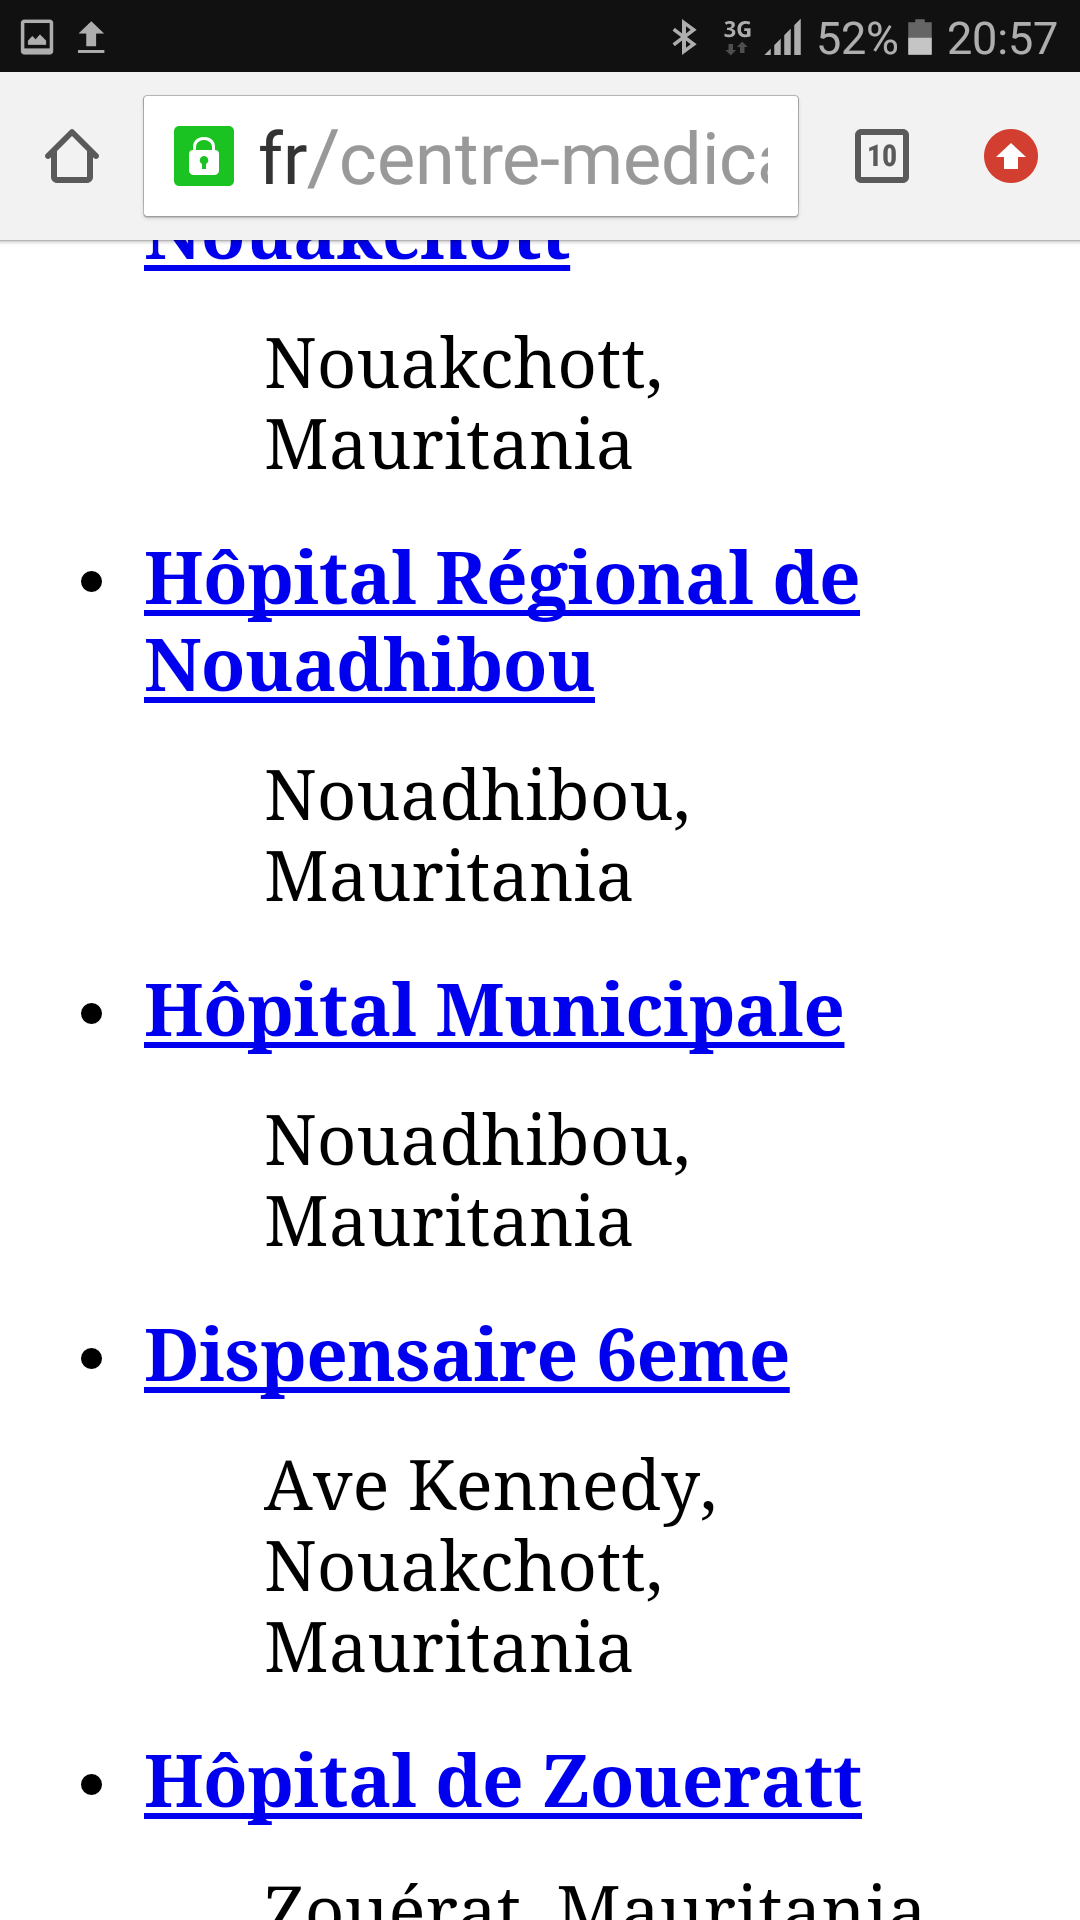 3G 52% 20:57
fr/centre-medica
10
Nouakchott
Nouakchott,
Mauritania
• Hôpital Régional de
Nouadhibou
Nouadhibou,
Mauritania
• Hôpital Municipale
Nouadhibou,
Mauritania
• Dispensaire 6eme
Ave Kennedy,
Nouakchott,
Mauritania
• Hôpital de Zoueratt
Zouérat, Mauritania